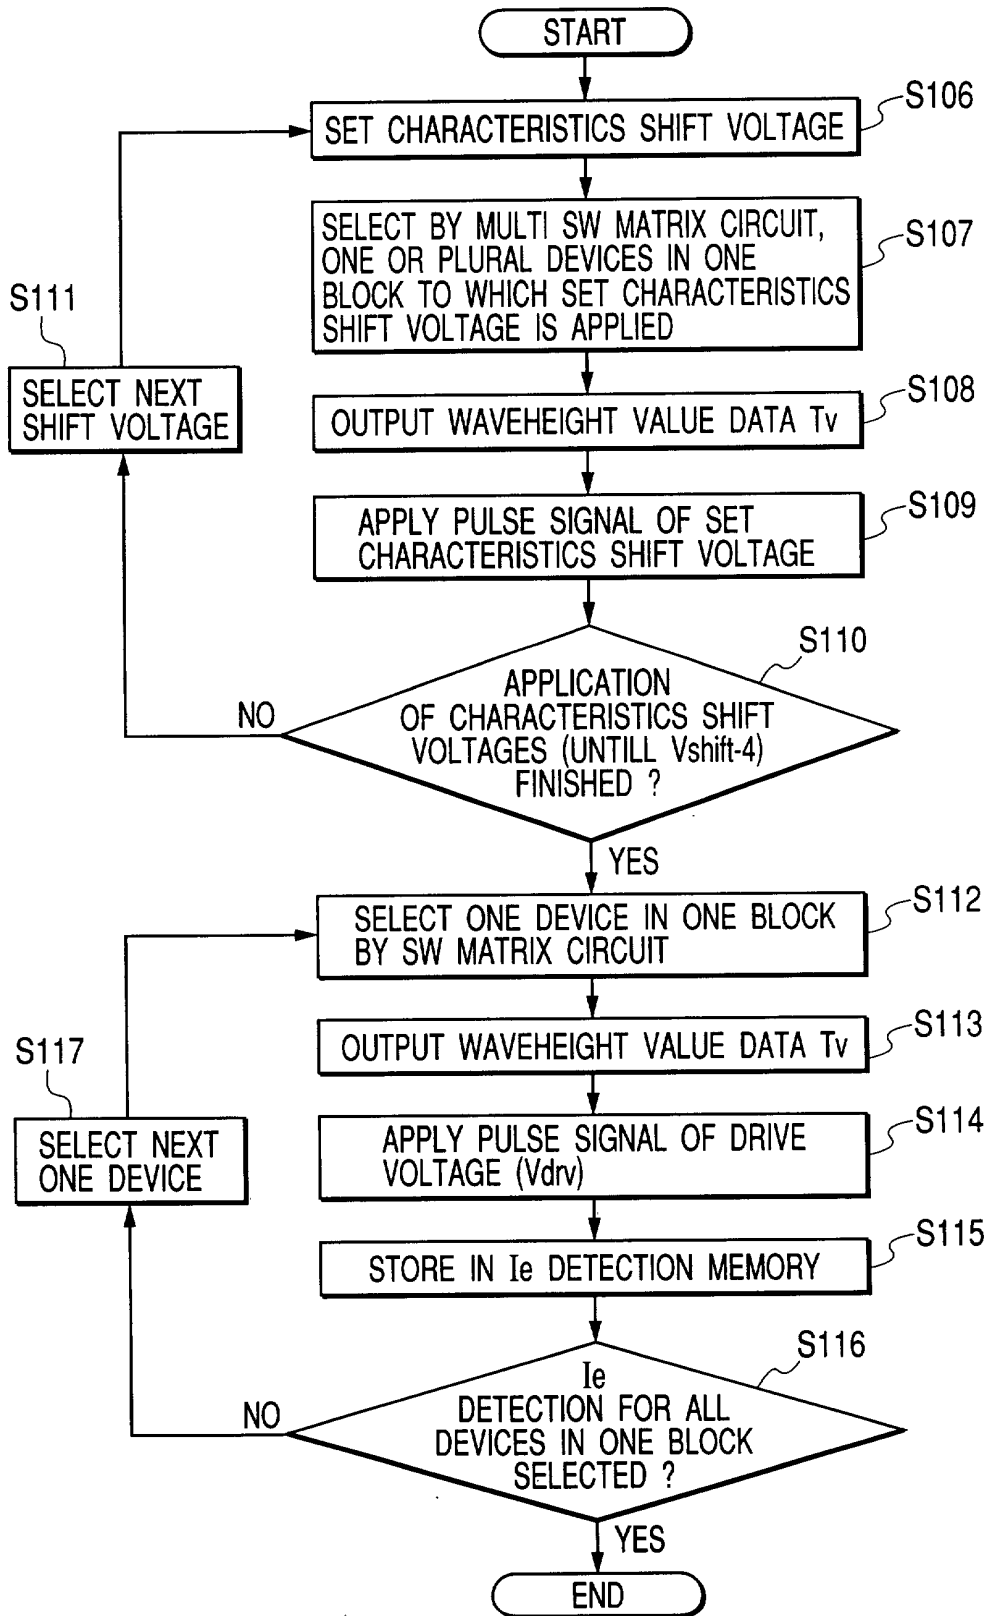 START
S106
SET CHARACTERISTICS SHIFT VOLTAGE
S107
SELECT BY MULTI SW MATRIX CIRCUIT,
ONE OR PLURAL DEVICES IN ONE
BLOCK TO WHICH SET CHARACTERISTICS
SHIFT VOLTAGE IS APPLIED
S111
SELECT NEXT
SHIFT VOLTAGE
S108
OUTPUT WAVEHEIGHT VALUE DATA Tv
S109
APPLY PULSE SIGNAL OF SET
CHARACTERISTICS SHIFT VOLTAGE
S110
APPLICATION
OF CHARACTERISTICS SHIFT
VOLTAGES (UNTILL Vshift-4)
FINISHED ?
NO
YES
S112
SELECT ONE DEVICE IN ONE BLOCK
BY SW MATRIX CIRCUIT
S113
OUTPUT WAVEHEIGHT VALUE DATA Tv
S117
SELECT NEXT
ONE DEVICE
S114
APPLY PULSE SIGNAL OF DRIVE
VOLTAGE (Vdrv)
S115
STORE IN Ie DETECTION MEMORY
S116
Ie
DETECTION FOR ALL
DEVICES IN ONE BLOCK
SELECTED ?
NO
YES
END